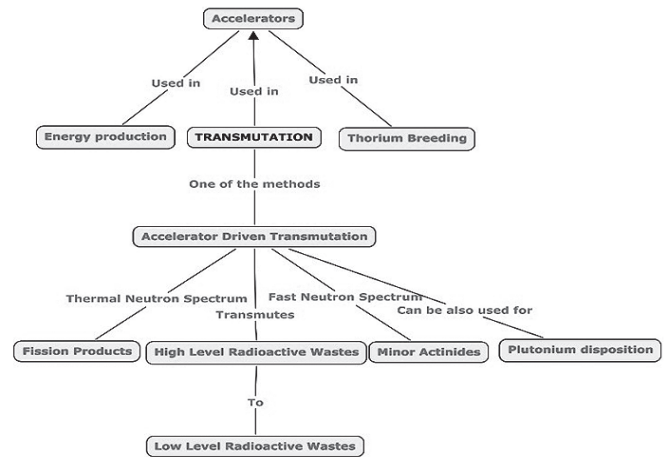 Accelerators
Used in
Used in
Used in
Energy production
TRANSMUTATION
Thorium Breeding
One of the methods
Accelerator Driven Transmutation
Thermal Neutron Spectrum
Transmutes
Fast Neutron Spectrum
Can be also used for
Fission Products
High Level Radioactive Wastes
Minor Actinides
Plutonium disposition
To
Low Level Radioactive Wastes